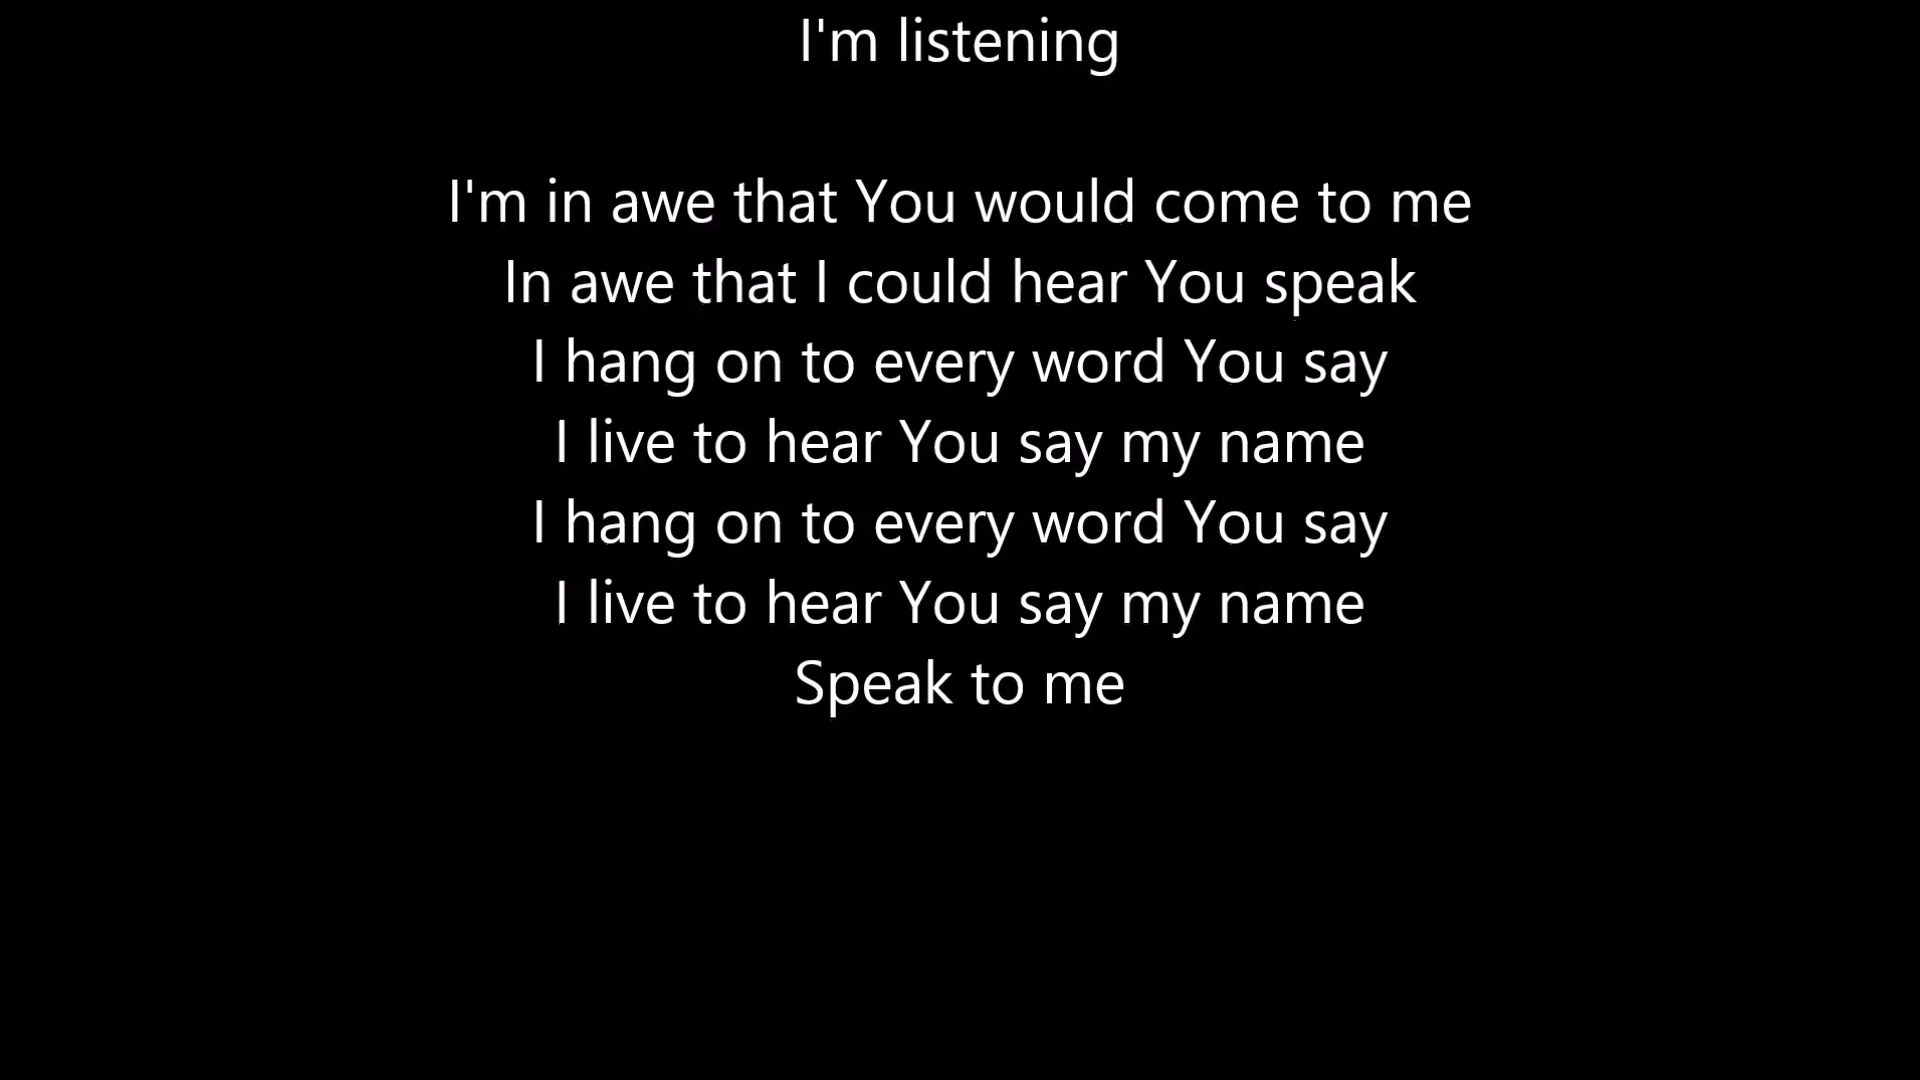 I'm listening
I'm in awe that You would come to me
In awe that I could hear You speak
I hang on to every word You say
I live to hear You say my name
I hang on to every word You say
I live to hear You say my name
Speak to me